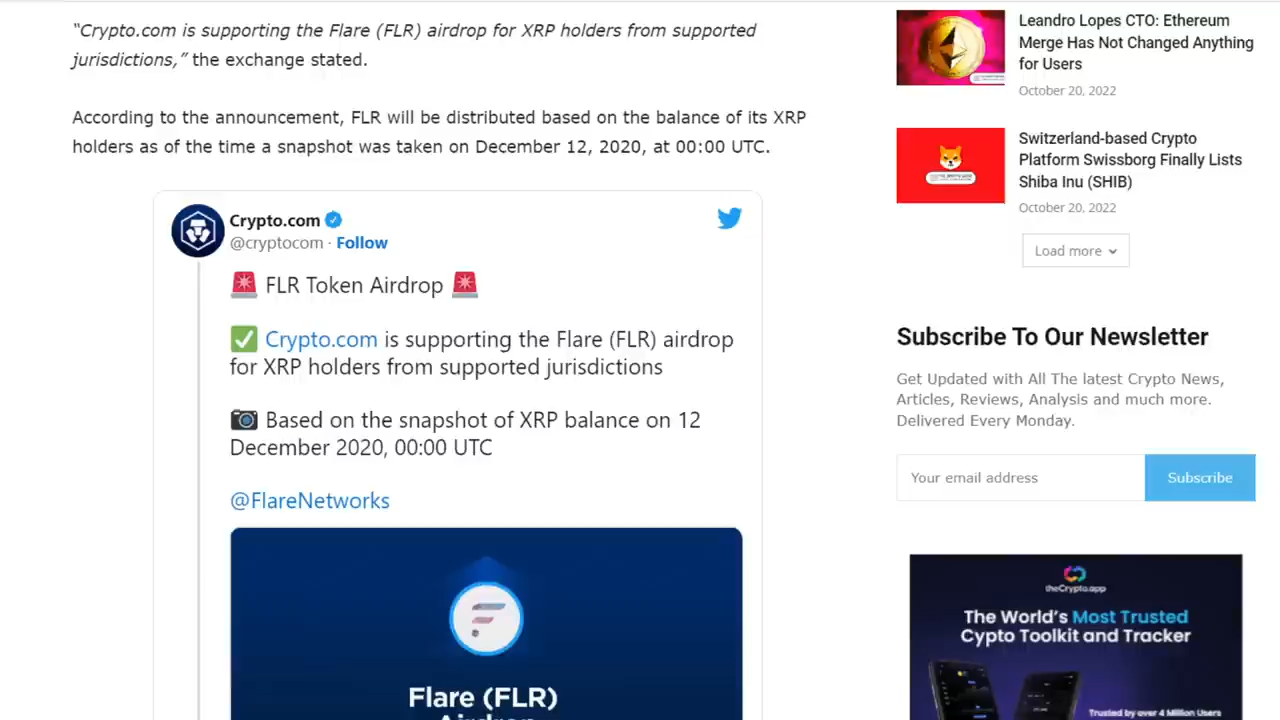 “Crypto.com is supporting the Flare (FLR) airdrop for XRP holders from supported
jurisdictions,” the exchange stated.
According to the announcement, FLR will be distributed based on the balance of its XRP
holders as of the time a snapshot was taken on December 12, 2020, at 00:00 UTC.
Crypto.com
@cryptocom · Follow
FLR Token Airdrop
Crypto.com is supporting the Flare (FLR) airdrop
for XRP holders from supported jurisdictions
Based on the snapshot of XRP balance on 12
December 2020, 00:00 UTC
@FlareNetworks
Flare (FLR)
Airdrop
Leandro Lopes CTO: Ethereum
Merge Has Not Changed Anything
for Users
October 20, 2022
Switzerland-based Crypto
Platform Swissborg Finally Lists
Shiba Inu (SHIB)
October 20, 2022
Load more
Subscribe To Our Newsletter
Get Updated with All The latest Crypto News,
Articles, Reviews, Analysis and much more.
Delivered Every Monday.
Your email address
Subscribe
theCrypto.app
The World's Most Trusted
Cypto Toolkit and Tracker
Trusted by over 4 Million Users